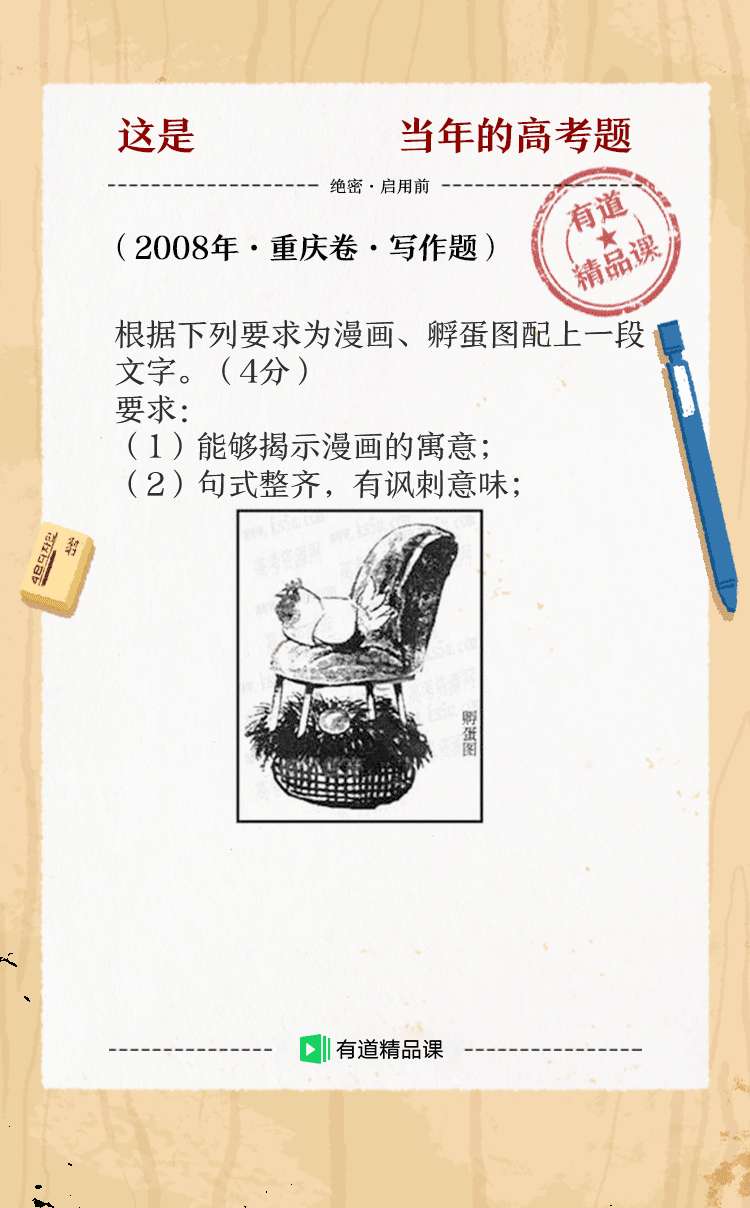 这是 当年的高考题
绝密·启用前
有道
精品课
（2008年·重庆卷·写作题）
根据下列要求为漫画、孵蛋图配上一段
文字。（4分）
要求：
（1）能够揭示漫画的寓意；
（2）句式整齐，有讽刺意味；
孵蛋图
有道精品课